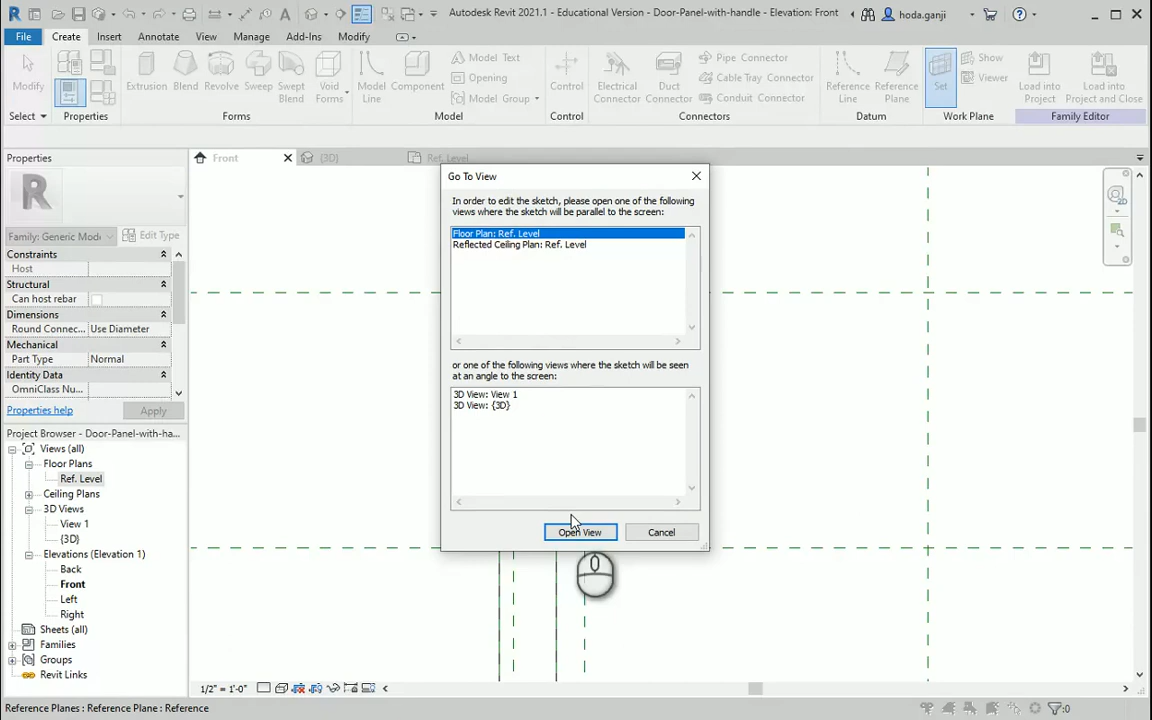 Autodesk Revit 2021.1 - Educational Version - Door-Panel-with-handle - Elevation: Front
hoda.ganji
File Create Insert Annotate View Manage Add-Ins Modify
Modify
Extrusion Blend Revolve Sweep Swept Blend Void Forms
Model Line Component
Model Text
Opening
Model Group
Control
Electrical Connector Duct Connector
Pipe Connector
Cable Tray Connector
Conduit Connector
Reference Line Reference Plane
Set
Show
Viewer
Load into Project Load into Project and Close
Select Properties Forms Model Control Connectors Datum Work Plane Family Editor
Properties
Front {3D} Ref. Level
Family: Generic Mode Edit Type
Constraints
Host
Structural
Can host rebar
Dimensions
Round Connec... Use Diameter
Mechanical
Part Type Normal
Identity Data
OmniClass Nu...
Properties help Apply
Project Browser - Door-Panel-with-ha...
Views (all)
Floor Plans
Ref. Level
Ceiling Plans
3D Views
View 1
{3D}
Elevations (Elevation 1)
Back
Front
Left
Right
Sheets (all)
Families
Groups
Revit Links
Go To View
In order to edit the sketch, please open one of the following
views where the sketch will be parallel to the screen:
Floor Plan: Ref. Level
Reflected Ceiling Plan: Ref. Level
or one of the following views where the sketch will be seen
at an angle to the screen:
3D View: View 1
3D View: {3D}
Open View Cancel
1/2" = 1'-0"
Reference Planes : Reference Plane : Reference
:0